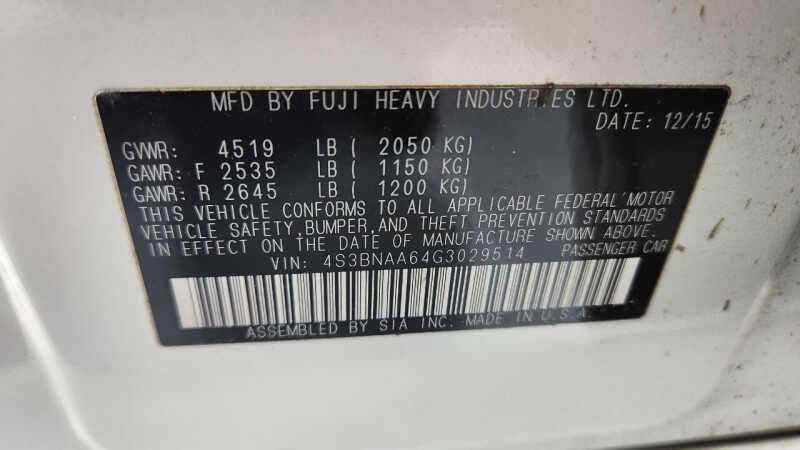 MFD BY FUJI HEAVY INDUSTRIES LTD.
DATE: 12/15
GVWR: 4519 LB ( 2050 KG)
GAWR: F 2535 LB ( 1150 KG)
GAWR: R 2645 LB ( 1200 KG)
THIS VEHICLE CONFORMS TO ALL APPLICABLE FEDERAL MOTOR
VEHICLE SAFETY, BUMPER, AND THEFT PREVENTION STANDARDS
IN EFFECT ON THE DATE OF MANUFACTURE SHOWN ABOVE.
VIN: 4S3BNAA64G3029514 PASSENGER CAR
ASSEMBLED BY SIA INC. MADE IN U.S.A.